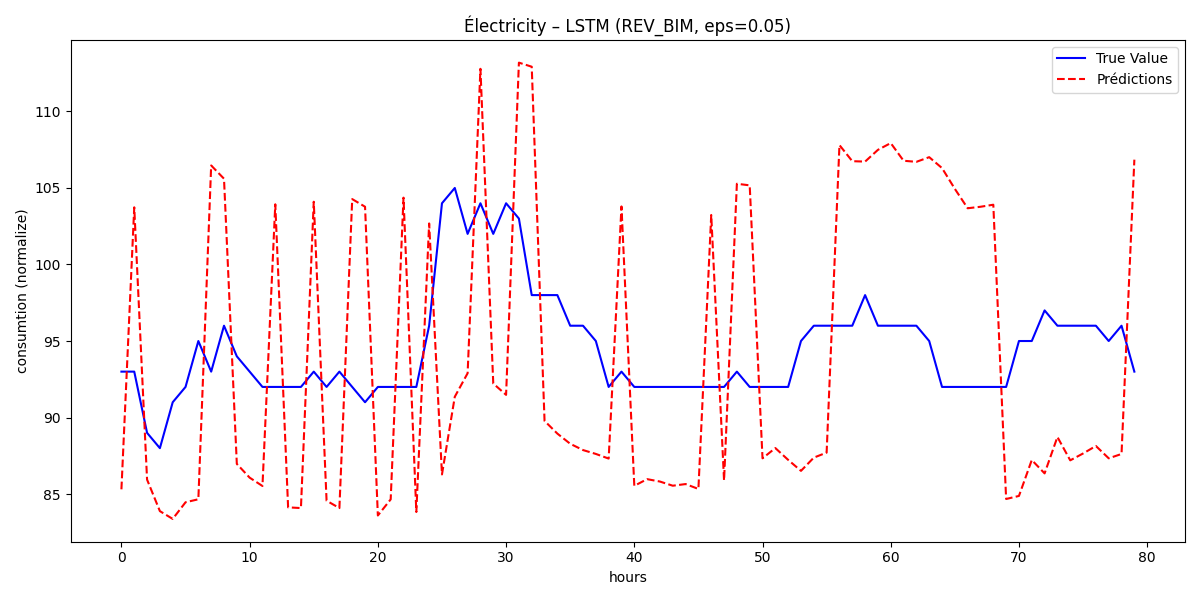 Électricity – LSTM (REV_BIM, eps=0.05)
True Value
Prédictions
consumtion (normalize)
110
105
100
95
90
85
0 10 20 30 40 50 60 70 80
hours